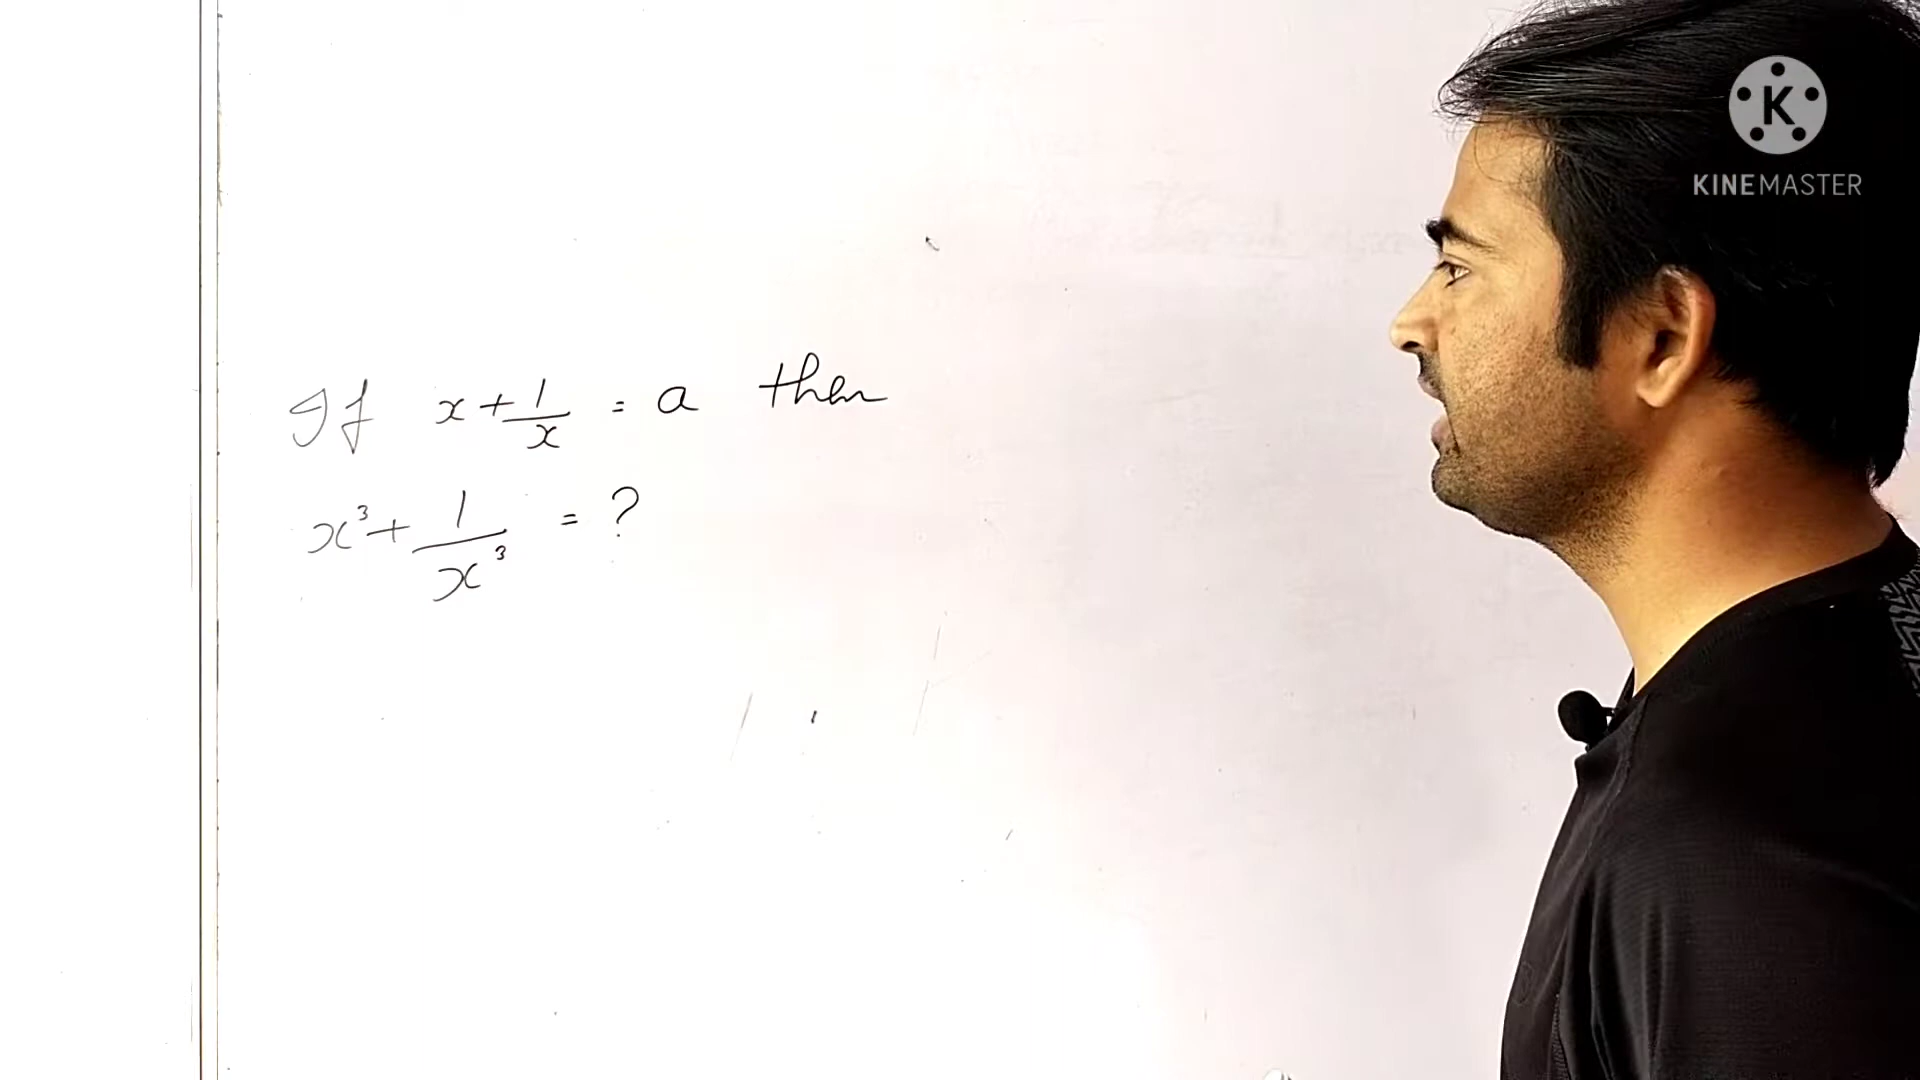 If x + 1/x = a then
x³ + 1/x³ = ?
K
KINEMASTER